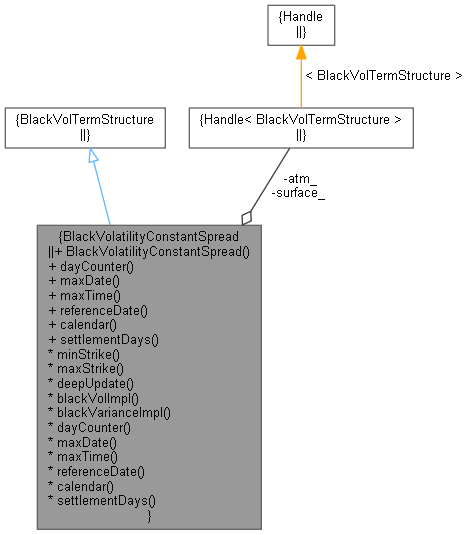 {Handle
||}
< BlackVolTermStructure >
{BlackVolTermStructure
||}
{Handle< BlackVolTermStructure >
||}
-atm_
-surface_
{BlackVolatilityConstantSpread
||+ BlackVolatilityConstantSpread()
+ dayCounter()
+ maxDate()
+ maxTime()
+ referenceDate()
+ calendar()
+ settlementDays()
* minStrike()
* maxStrike()
* deepUpdate()
* blackVolImpl()
* blackVarianceImpl()
* dayCounter()
* maxDate()
* maxTime()
* referenceDate()
* calendar()
* settlementDays()
}